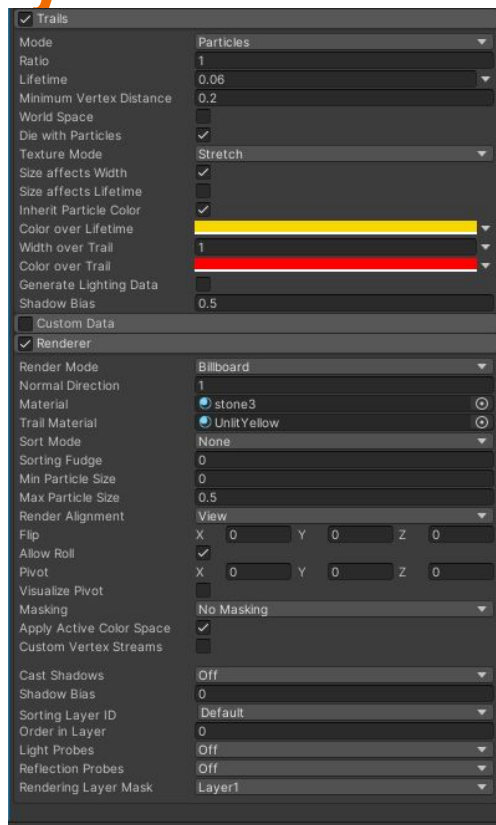 Trails
Mode Particles
Ratio 1
Lifetime 0.06
Minimum Vertex Distance 0.2
World Space
Die with Particles
Texture Mode Stretch
Size affects Width
Size affects Lifetime
Inherit Particle Color
Color over Lifetime
Width over Trail 1
Color over Trail
Generate Lighting Data
Shadow Bias 0.5
Custom Data
Renderer
Render Mode Billboard
Normal Direction 1
Material stone3
Trail Material UnlitYellow
Sort Mode None
Sorting Fudge 0
Min Particle Size 0
Max Particle Size 0.5
Render Alignment View
Flip X 0 Y 0 Z 0
Allow Roll
Pivot X 0 Y 0 Z 0
Visualize Pivot
Masking No Masking
Apply Active Color Space
Custom Vertex Streams
Cast Shadows Off
Shadow Bias 0
Sorting Layer ID Default
Order in Layer 0
Light Probes Off
Reflection Probes Off
Rendering Layer Mask Layer1